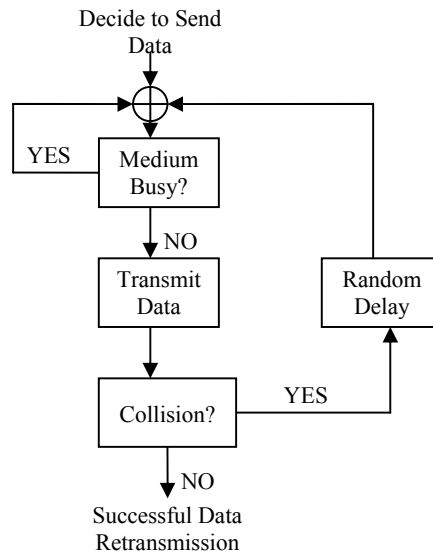 Decide to Send
Data
YES
Medium
Busy?
NO
Transmit
Data
Random
Delay
Collision?
YES
NO
Successful Data
Retransmission